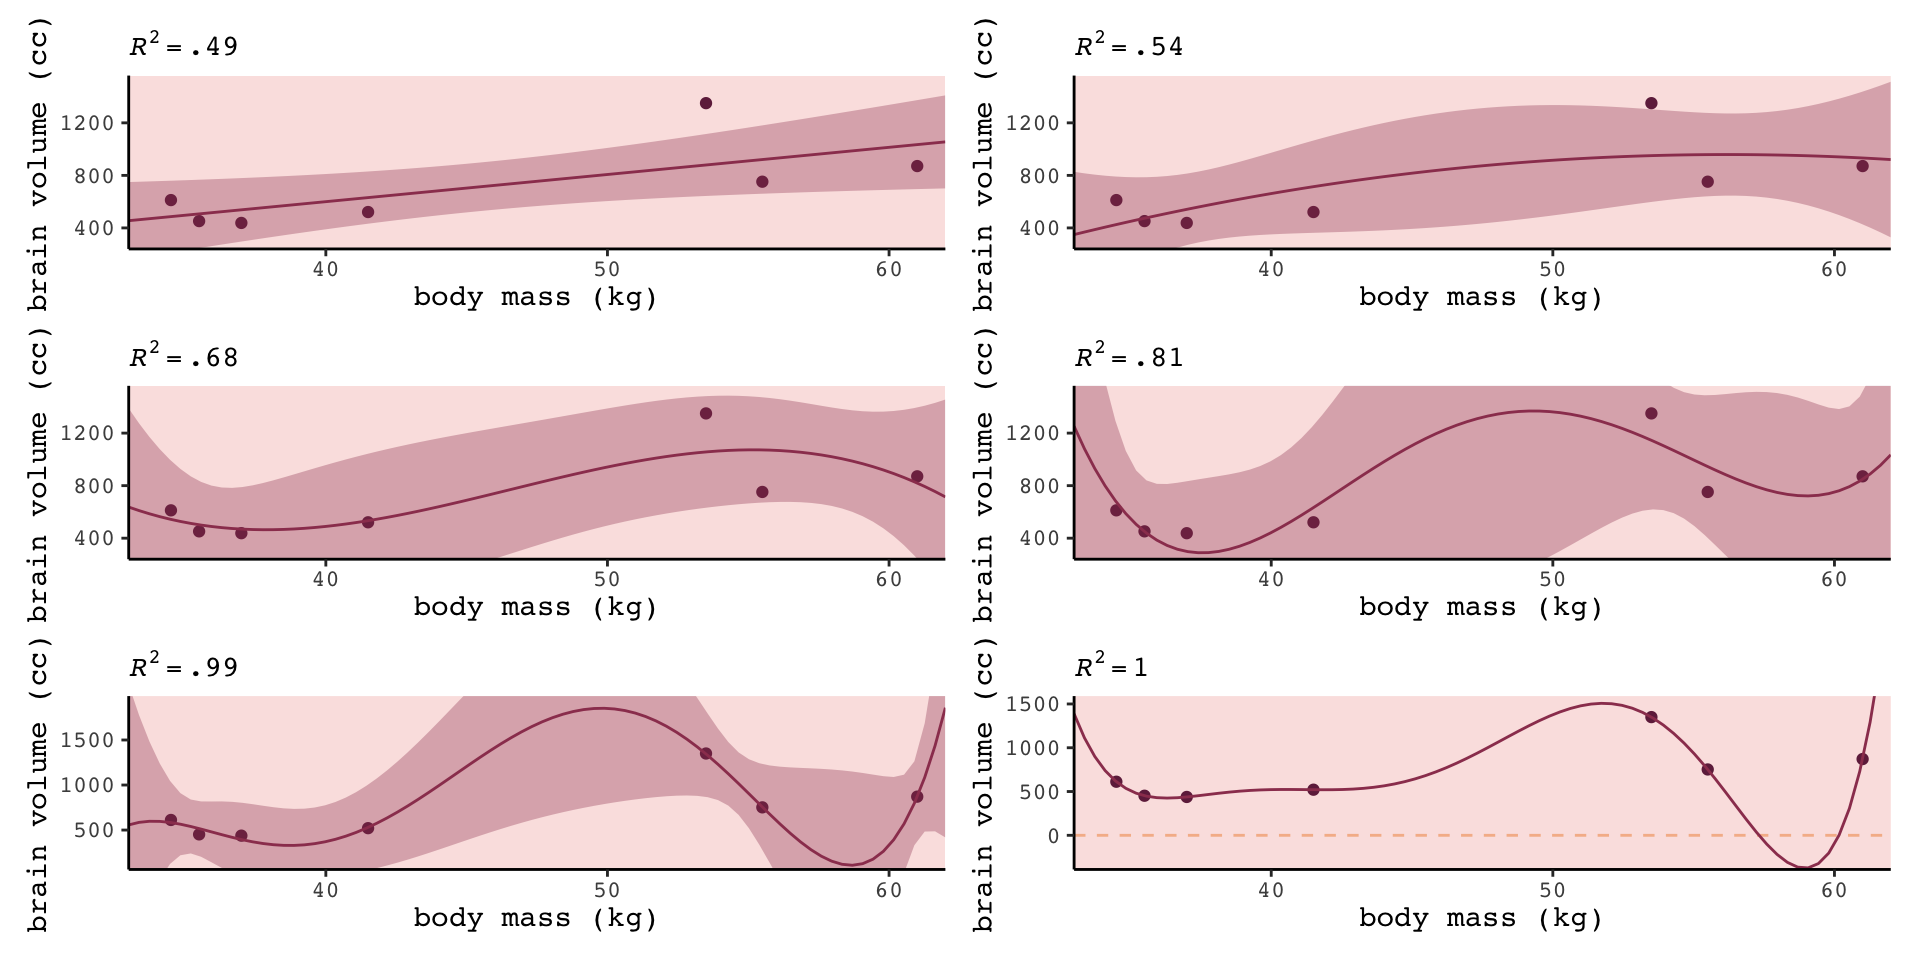 R²=.49
brain volume (cc)
1200
800
400
40 50 60
body mass (kg)
R²=.54
brain volume (cc)
1200
800
400
40 50 60
body mass (kg)
R²=.68
brain volume (cc)
1200
800
400
40 50 60
body mass (kg)
R²=.81
brain volume (cc)
1200
800
400
40 50 60
body mass (kg)
R²=.99
brain volume (cc)
1500
1000
500
40 50 60
body mass (kg)
R²=1
brain volume (cc)
1500
1000
500
0
40 50 60
body mass (kg)